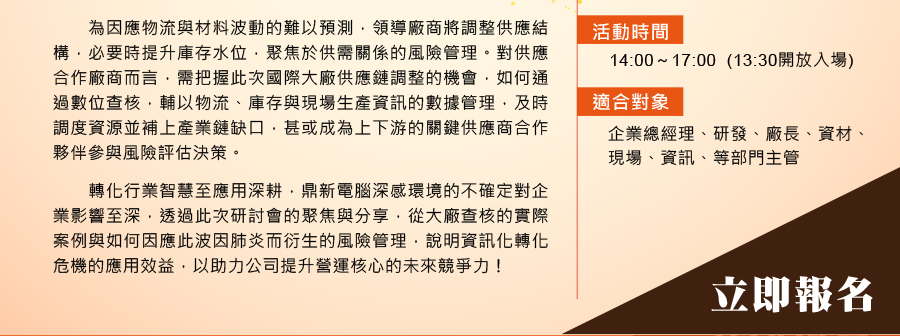 為因應物流與材料波動的難以預測，領導廠商將調整供應結
構，必要時提升庫存水位，聚焦於供需關係的風險管理。對供應
合作廠商而言，需把握此次國際大廠供應鏈調整的機會，如何通
過數位查核，輔以物流、庫存與現場生產資訊的數據管理，及時
調度資源並補上產業鏈缺口，甚或成為上下游的關鍵供應商合作
夥伴參與風險評估決策。
轉化行業智慧至應用深耕，鼎新電腦深感環境的不確定對企
業影響至深，透過此次研討會的聚焦與分享，從大廠查核的實際
案例與如何因應此波因肺炎而衍生的風險管理，說明資訊化轉化
危機的應用效益，以助力公司提升營運核心的未來競爭力！
活動時間
14:00～17:00 (13:30開放入場)
適合對象
企業總經理、研發、廠長、資材、
現場、資訊、等部門主管
立即報名